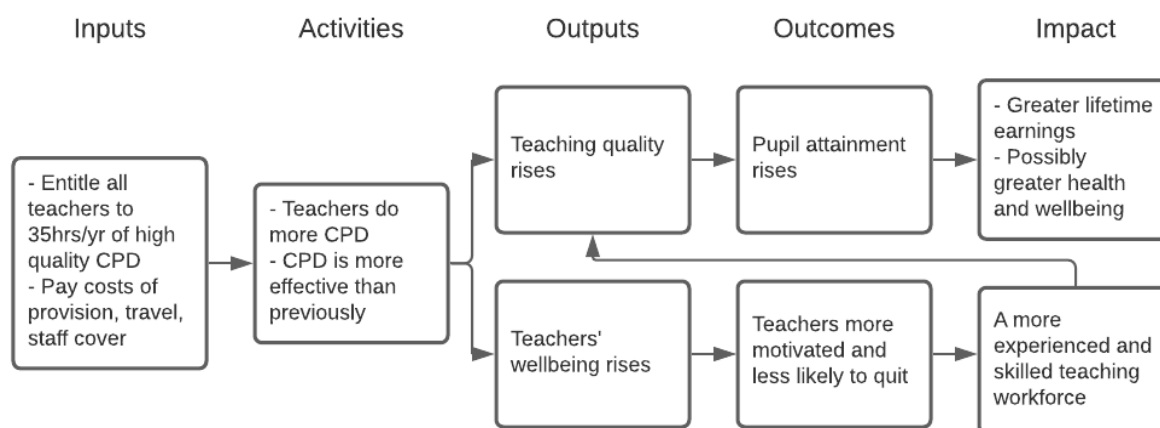 Inputs
Activities
Outputs
Outcomes
Impact
- Entitle all
teachers to
35hrs/yr of high
quality CPD
- Pay costs of
provision, travel,
staff cover
- Teachers do
more CPD
- CPD is more
effective than
previously
Teaching quality
rises
Pupil attainment
rises
- Greater lifetime
earnings
- Possibly
greater health
and wellbeing
Teachers'
wellbeing rises
Teachers more
motivated and
less likely to quit
A more
experienced and
skilled teaching
workforce